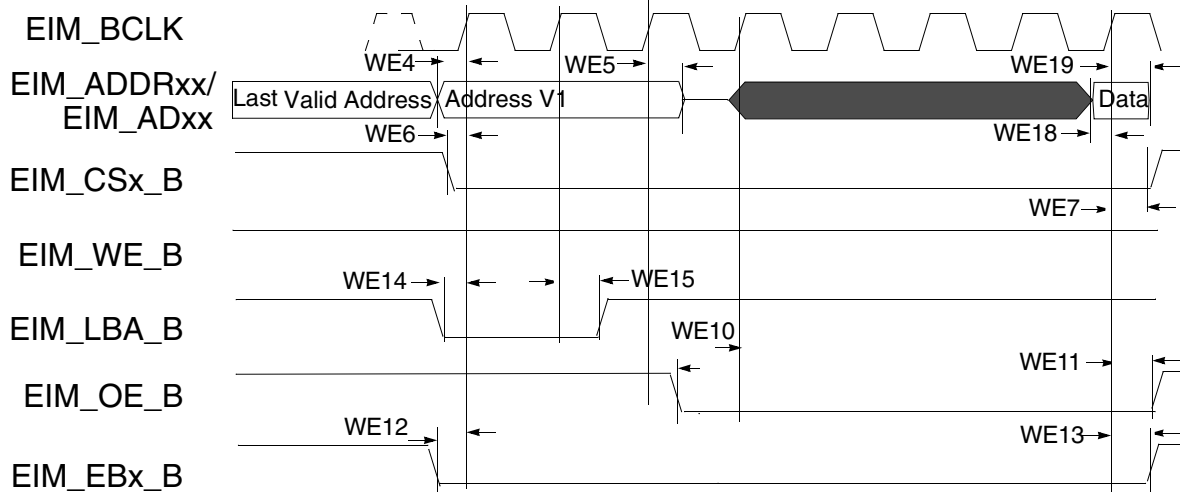 EIM_BCLK
WE4
WE5
WE19
EIM_ADDRxx/
EIM_ADxx
Last Valid Address
Address V1
Data
WE6
WE18
EIM_CSx_B
WE7
EIM_WE_B
WE14
WE15
EIM_LBA_B
WE10
WE11
EIM_OE_B
WE12
WE13
EIM_EBx_B